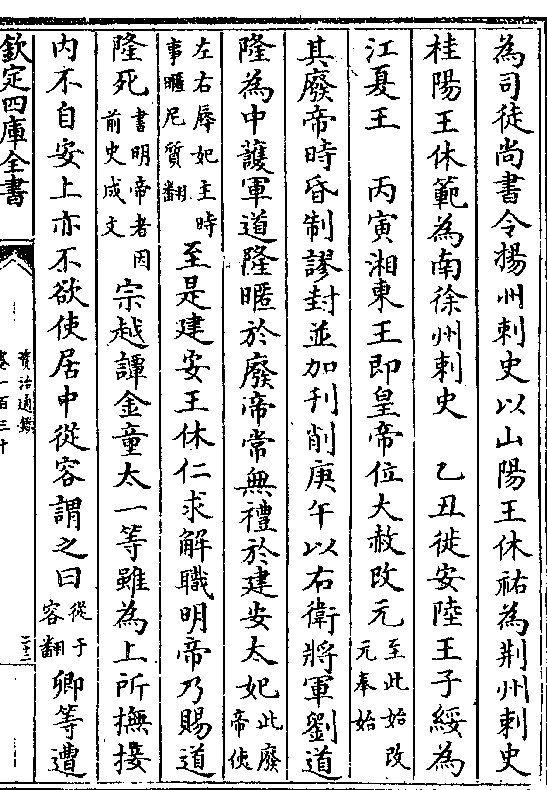 為司徒尚書令揚州刺史以山陽王休祐為荆州刺史
桂陽王休範為南徐州刺史　乙丑徙安陸王子綏為
江夏王　丙寅湘東王即皇帝位大赦改元至此始改元奉始
其廢帝時昏制謬封並加刋削庚午以右衛將軍劉道
隆為中護軍道隆暱於廢帝常無禮於建安太妃此廢帝使
左右辱妃主時事暱尼質翻至是建安王休仁求解職明帝乃賜道
隆死書明帝者因前史成文宗越譚金童太一等雖為上所撫接
内不自安上亦不欲使居中從容謂之曰從于容翻卿等遭
欽定四庫全書
資治通鑑
卷一百三十
二十二